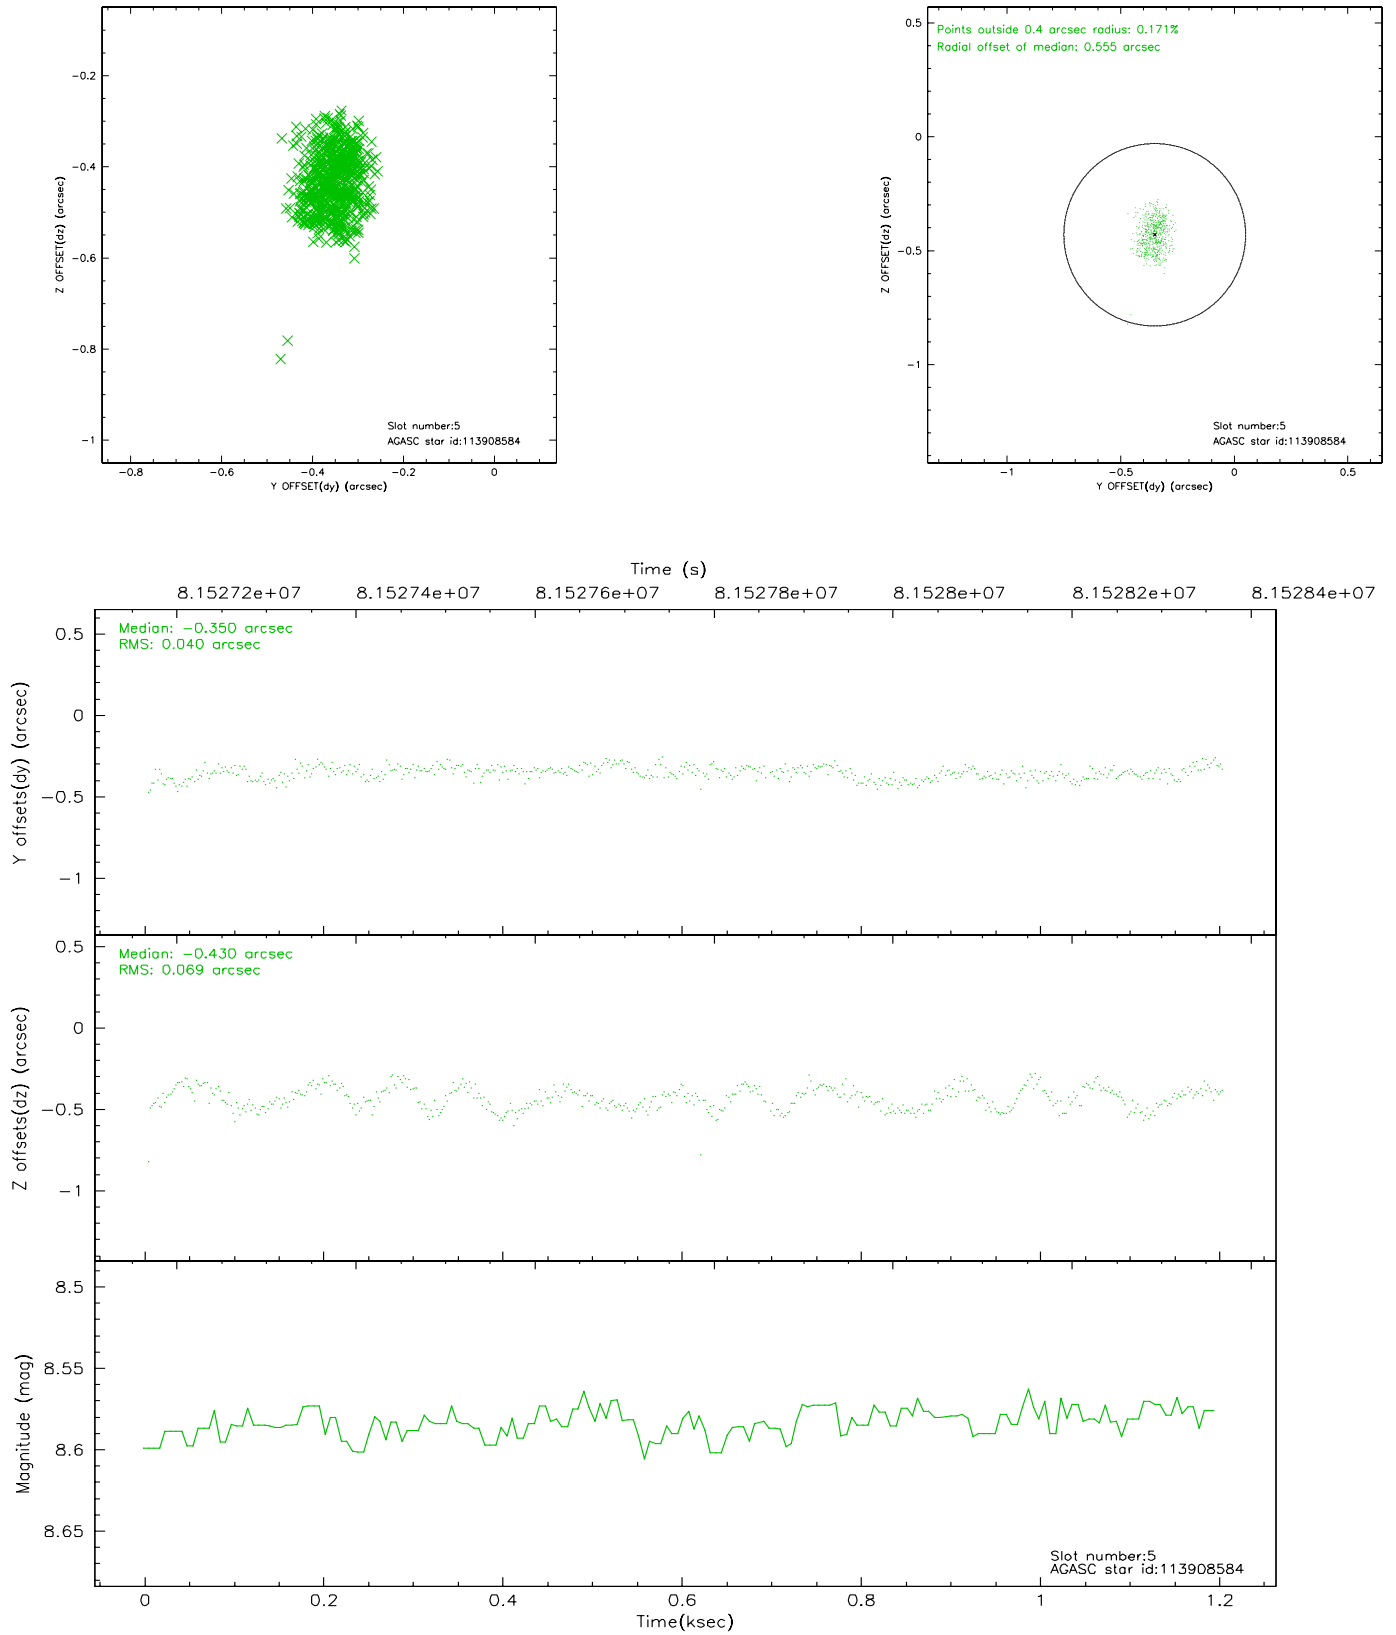 −0.2
−0.4
−0.6
−0.8
−1
Z OFFSET(dz) (arcsec)
Slot number:5
AGASC star id:113908584
−0.8
−0.6
−0.4
−0.2
0
Y OFFSET(dy) (arcsec)
0.5
0
−0.5
−1
Z OFFSET(dz) (arcsec)
Points outside 0.4 arcsec radius: 0.171%
Radial offset of median: 0.555 arcsec
Slot number:5
AGASC star id:113908584
−1
−0.5
0
0.5
Y OFFSET(dy) (arcsec)
Time (s)
8.15272e+07
8.15274e+07
8.15276e+07
8.15278e+07
8.1528e+07
8.15282e+07
8.15284e+07
Median: −0.350 arcsec
RMS: 0.040 arcsec
0.5
0
−0.5
−1
Y offsets(dy) (arcsec)
Median: −0.430 arcsec
RMS: 0.069 arcsec
0.5
0
−0.5
−1
Z offsets(dz) (arcsec)
8.5
8.55
8.6
8.65
Magnitude (mag)
Slot number:5
AGASC star id:113908584
0
0.2
0.4
0.6
0.8
1
1.2
Time(ksec)